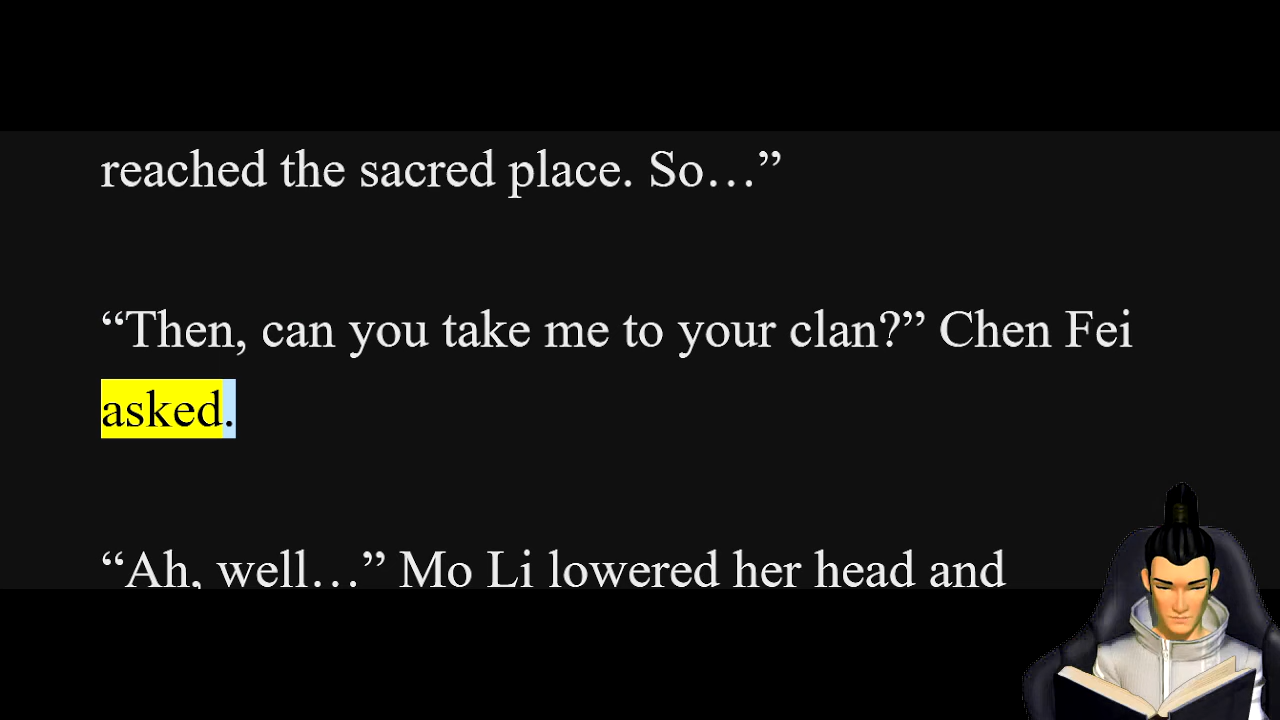 reached the sacred place. So…”
“Then, can you take me to your clan?” Chen Fei
asked.
“Ah, well…” Mo Li lowered her head and